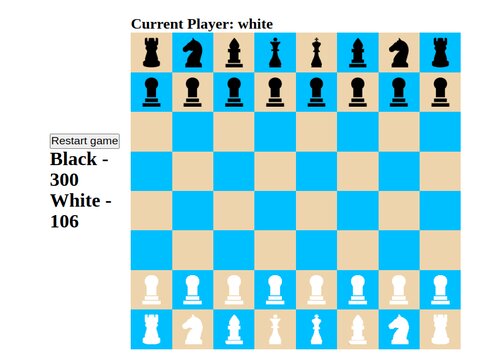 Current Player: white
Restart game
Black -
300
White -
106